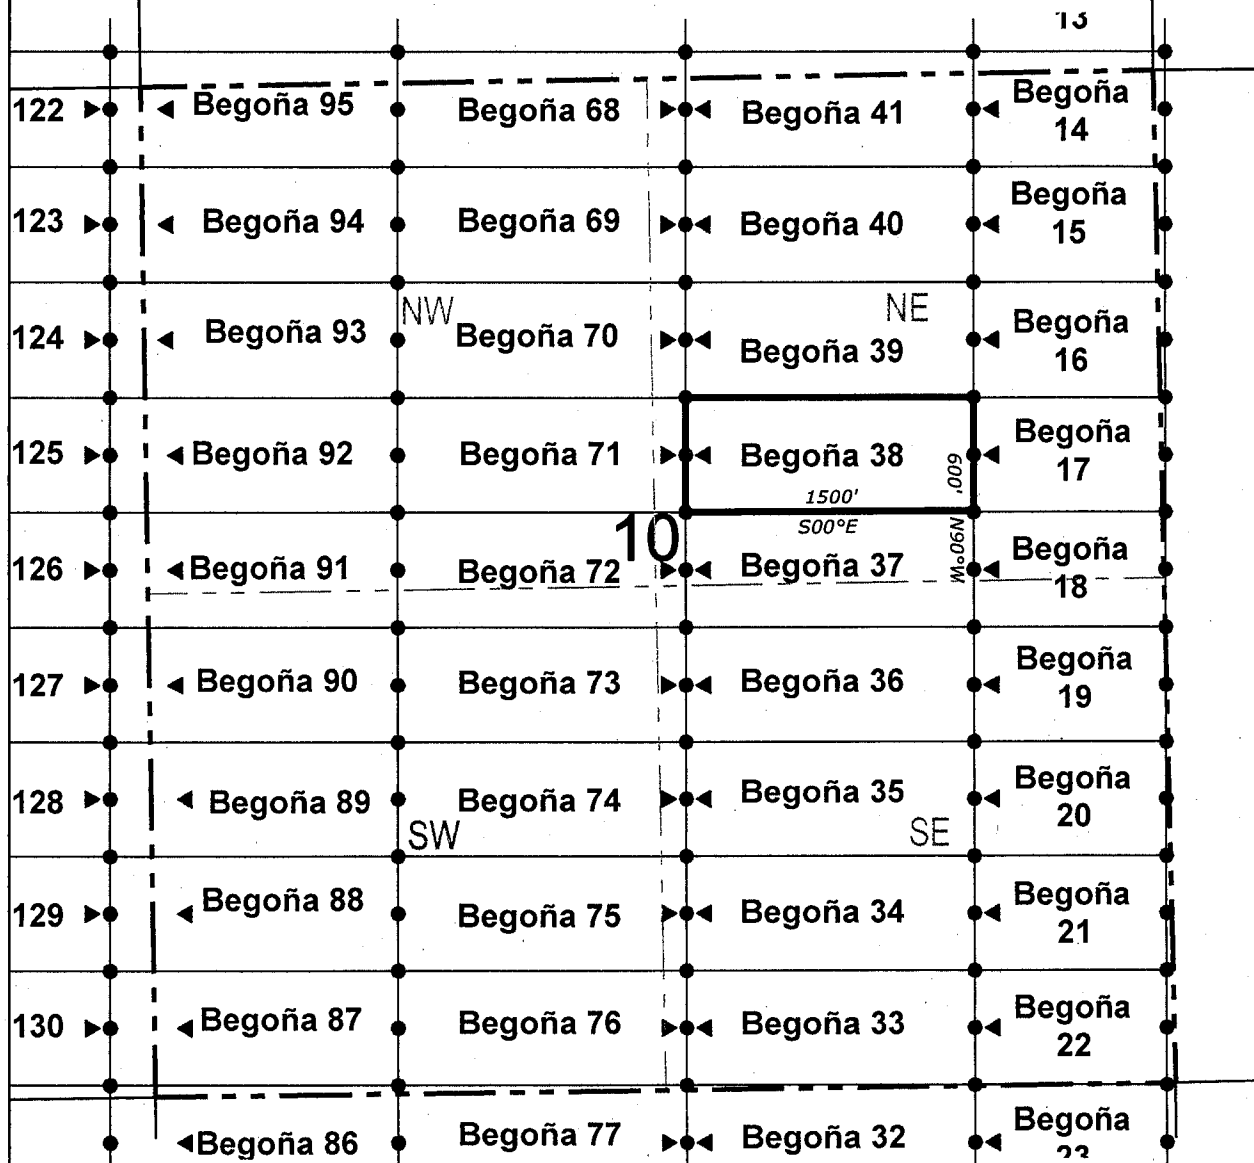 13
122 Begoña 95 Begoña 68 Begoña 41 Begoña
14
123 Begoña 94 Begoña 69 Begoña 40 Begoña
15
NW NE
124 Begoña 93 Begoña 70 Begoña 39 Begoña
16
125 Begoña 92 Begoña 71 Begoña 38 Begoña
17
600'
1500'
10 S00°E N90°W
126 Begoña 91 Begoña 72 Begoña 37 Begoña
18
127 Begoña 90 Begoña 73 Begoña 36 Begoña
19
128 Begoña 89 Begoña 74 Begoña 35 Begoña
20
SW SE
129 Begoña 88 Begoña 75 Begoña 34 Begoña
21
130 Begoña 87 Begoña 76 Begoña 33 Begoña
22
Begoña 86 Begoña 77 Begoña 32 Begoña
23